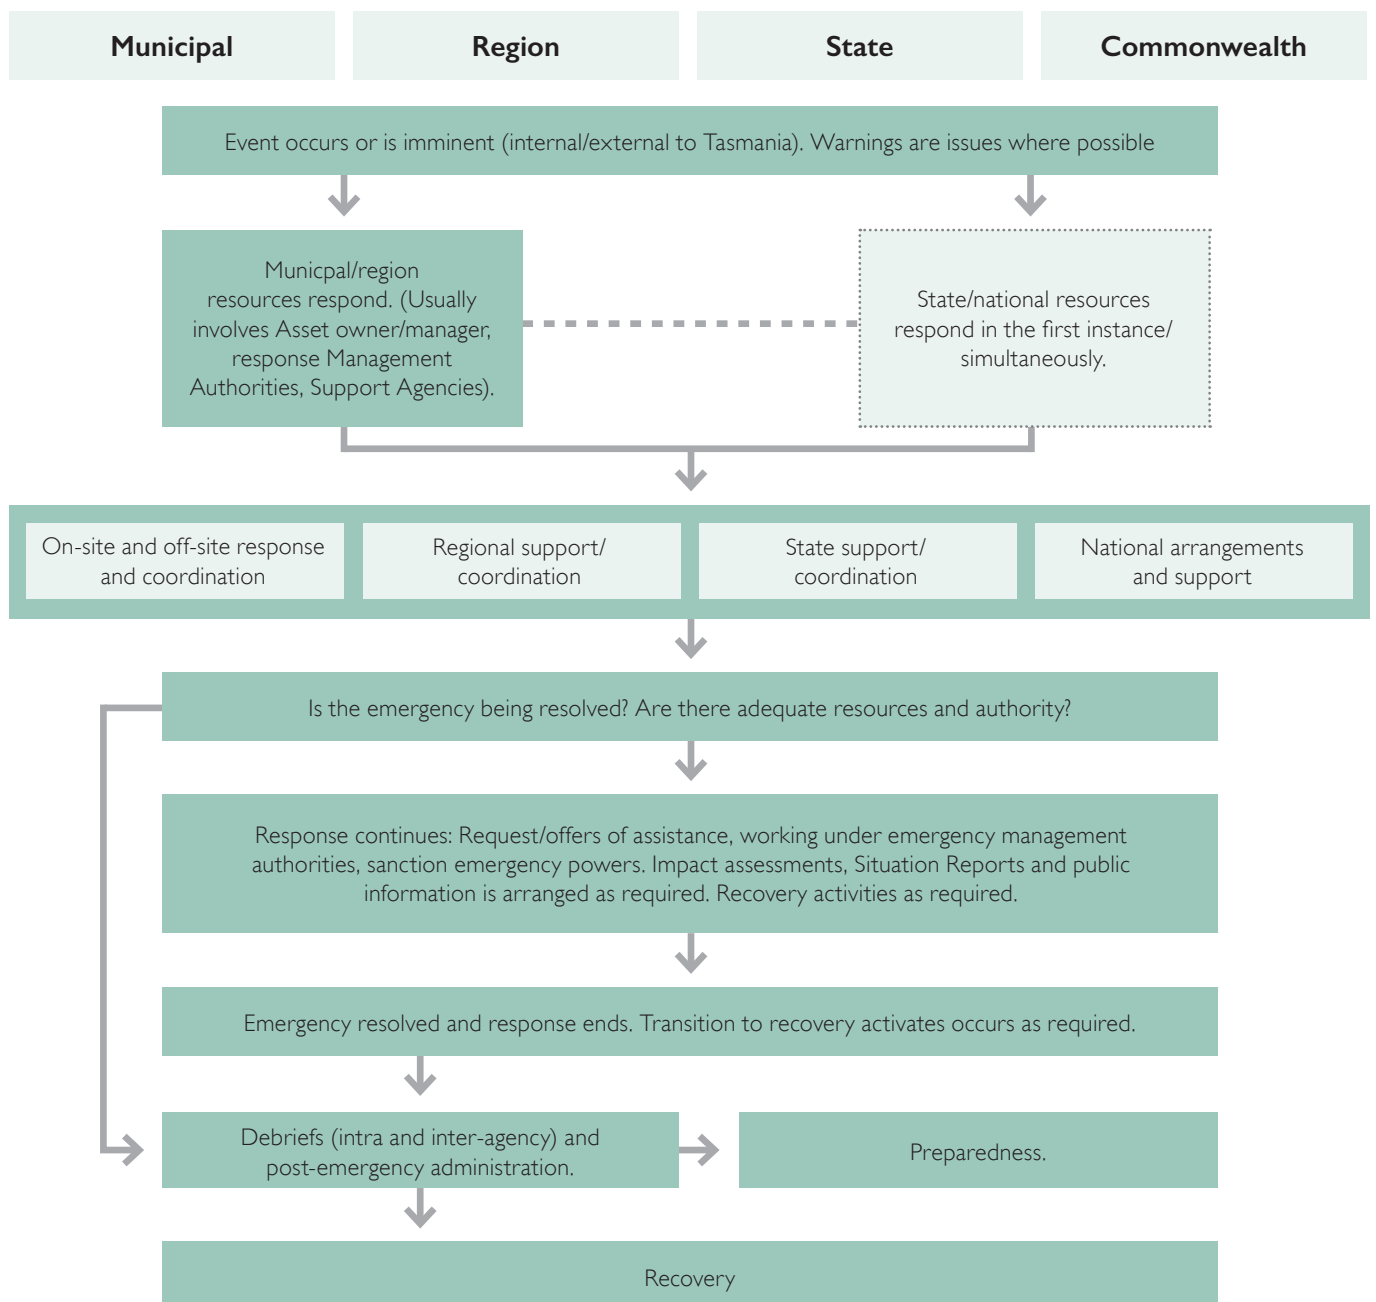 Municipal
Region
State
Commonwealth
Event occurs or is imminent (internal/external to Tasmania). Warnings are issues where possible
Municpal/region
resources respond. (Usually
involves Asset owner/manager,
response Management
Authorities, Support Agencies).
State/national resources
respond in the first instance/
simultaneously.
On-site and off-site response
and coordination
Regional support/
coordination
State support/
coordination
National arrangements
and support
Is the emergency being resolved? Are there adequate resources and authority?
Response continues: Request/offers of assistance, working under emergency management
authorities, sanction emergency powers. Impact assessments, Situation Reports and public
information is arranged as required. Recovery activities as required.
Emergency resolved and response ends. Transition to recovery activates occurs as required.
Debriefs (intra and inter-agency) and
post-emergency administration.
Preparedness.
Recovery